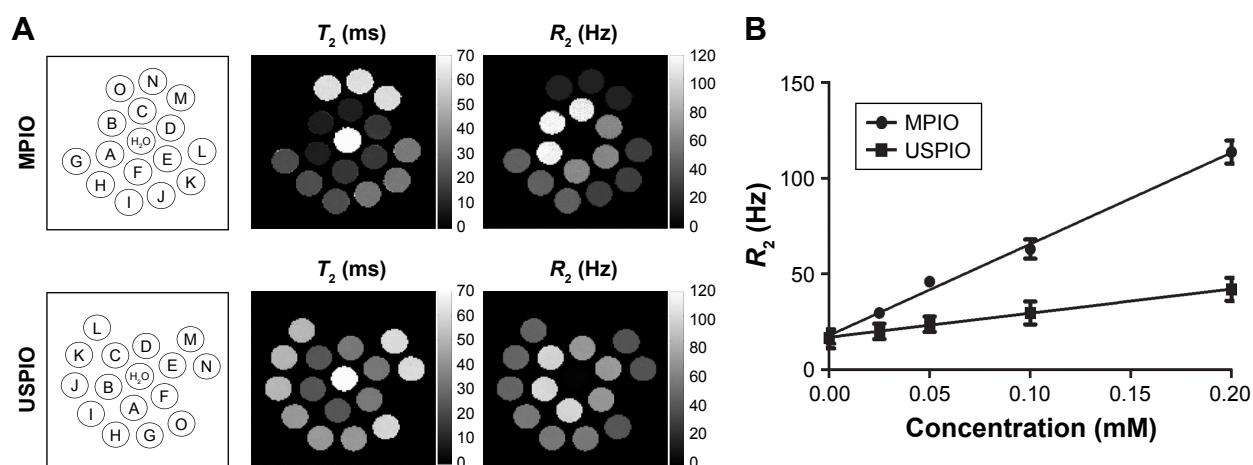 A
T₂ (ms)
R₂ (Hz)
MPIO
O N M
C
B D
H₂O
G A E L
F
H K
I J
70
60
50
40
30
20
10
0
120
100
80
60
40
20
0
T₂ (ms)
R₂ (Hz)
USPIO
L
D M
K C E N
H₂O
J B F
I A
H G O
70
60
50
40
30
20
10
0
120
100
80
60
40
20
0
B
R₂ (Hz)
150
100
50
0
MPIO
USPIO
0.00 0.05 0.10 0.15 0.20
Concentration (mM)